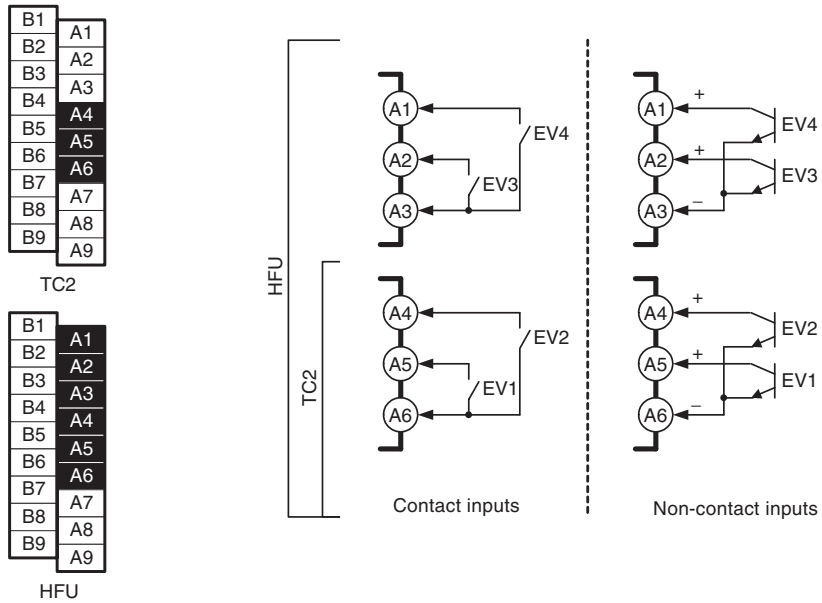 B1
B2
B3
B4
B5
B6
B7
B8
B9
A1
A2
A3
A4
A5
A6
A7
A8
A9
TC2
B1
B2
B3
B4
B5
B6
B7
B8
B9
A1
A2
A3
A4
A5
A6
A7
A8
A9
HFU
HFU
TC2
A1
A2
A3
EV4
EV3
A4
A5
A6
EV2
EV1
Contact inputs
A1
A2
A3
+
+
–
EV4
EV3
A4
A5
A6
+
+
–
EV2
EV1
Non-contact inputs